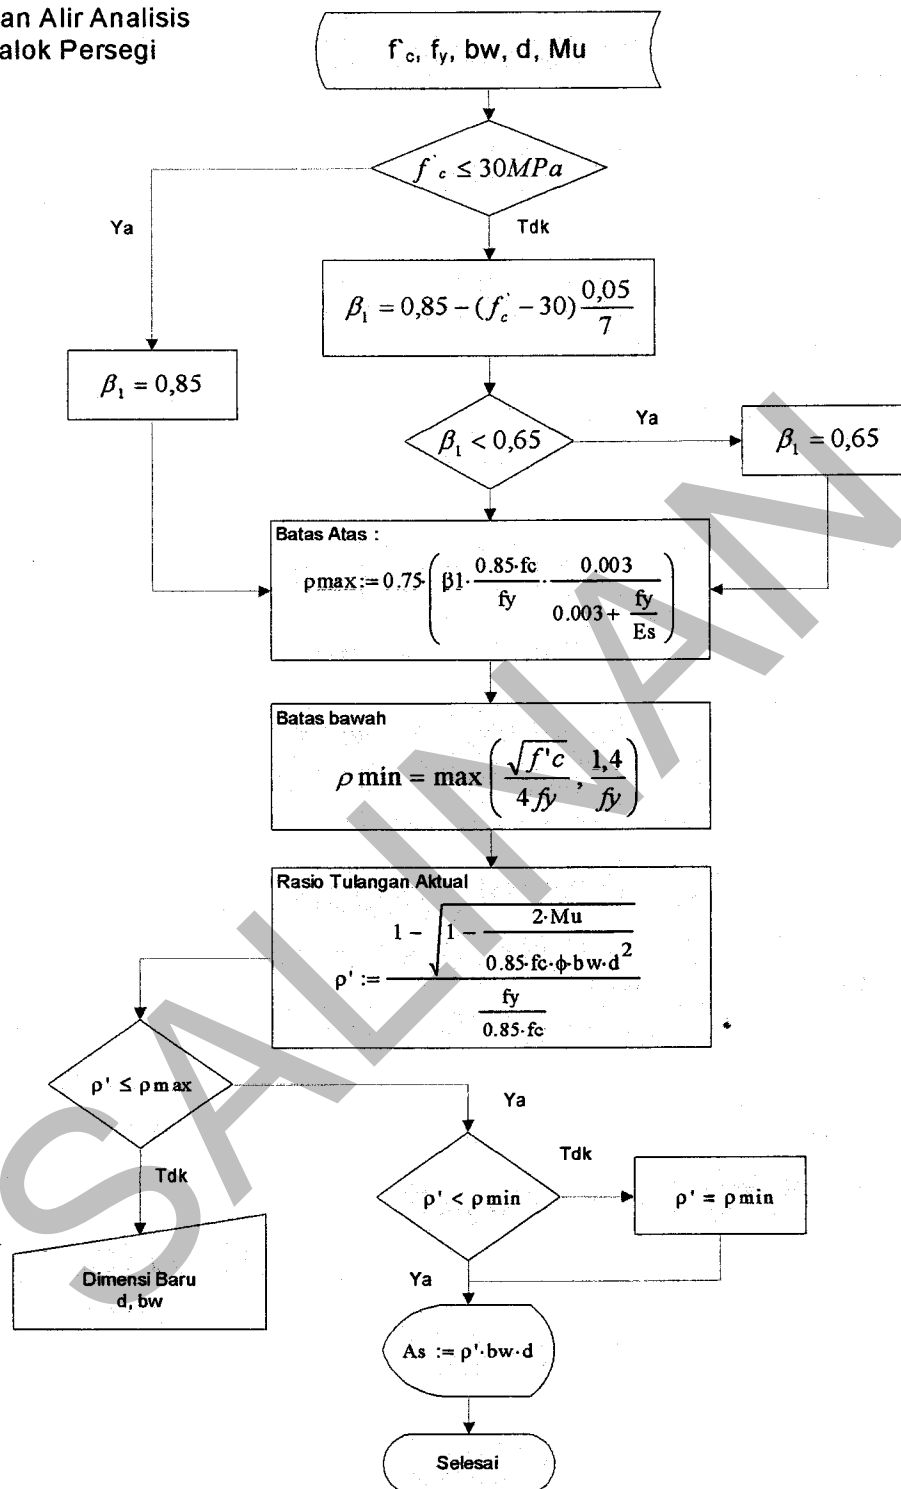 an Alir Analisis
alok Persegi
f`c, fy, bw, d, Mu
f`c ≤ 30MPa
Ya
Tdk
β1 = 0,85 − (f`c − 30) 0,05/7
β1 = 0,85
β1 < 0,65
Ya
β1 = 0,65
Batas Atas :
ρmax := 0.75·(β1· 0.85·fc/fy · 0.003/(0.003 + fy/Es))
Batas bawah
ρ min = max(√f'c/4 fy , 1,4/fy)
Rasio Tulangan Aktual
ρ' := (1 − √(1 − 2·Mu/(0.85·fc·ϕ·bw·d²)))/(fy/(0.85·fc))
ρ' ≤ ρmax
Ya
Tdk
Tdk
ρ' < ρmin
ρ' = ρmin
Dimensi Baru
d, bw
Ya
As := ρ'·bw·d
Selesai
SALINAN